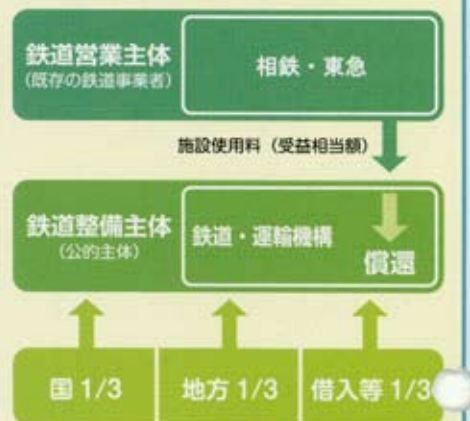 鉄道営業主体
(既存の鉄道事業者)
相鉄・東急
施設使用料(受益相当額)
鉄道整備主体
(公的主体)
鉄道・運輸機構
償還
国 1/3
地方 1/3
借入等 1/3